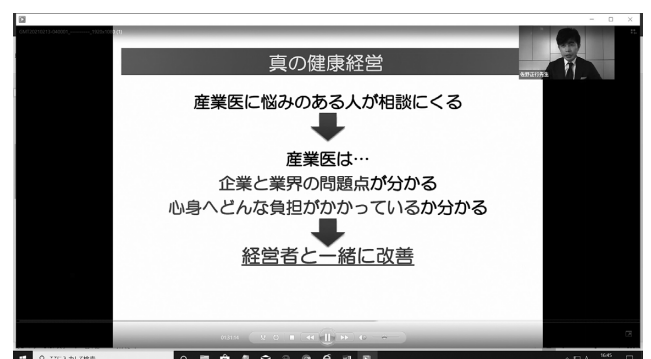 真の健康経営
産業医に悩みのある人が相談にくる
産業医は…
企業と業界の問題点が分かる
心身へどんな負担がかかっているか分かる
経営者と一緒に改善
16:45